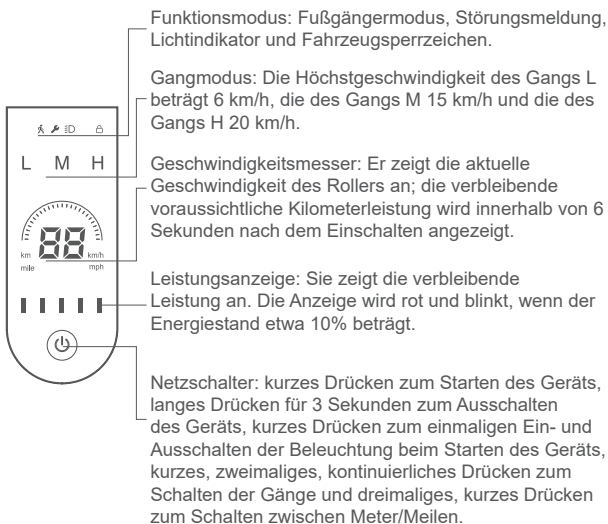 Funktionsmodus: Fußgängermodus, Störungsmeldung,
Lichtindikator und Fahrzeugsperrzeichen.
Gangmodus: Die Höchstgeschwindigkeit des Gangs L
beträgt 6 km/h, die des Gangs M 15 km/h und die des
Gangs H 20 km/h.
L M H
Geschwindigkeitsmesser: Er zeigt die aktuelle
Geschwindigkeit des Rollers an; die verbleibende
voraussichtliche Kilometerleistung wird innerhalb von 6
Sekunden nach dem Einschalten angezeigt.
88
km km/h
mile mph
Leistungsanzeige: Sie zeigt die verbleibende
Leistung an. Die Anzeige wird rot und blinkt, wenn der
Energiestand etwa 10% beträgt.
Netzschalter: kurzes Drücken zum Starten des Geräts,
langes Drücken für 3 Sekunden zum Ausschalten
des Geräts, kurzes Drücken zum einmaligen Ein- und
Ausschalten der Beleuchtung beim Starten des Geräts,
kurzes, zweimaliges, kontinuierliches Drücken zum
Schalten der Gänge und dreimaliges, kurzes Drücken
zum Schalten zwischen Meter/Meilen.